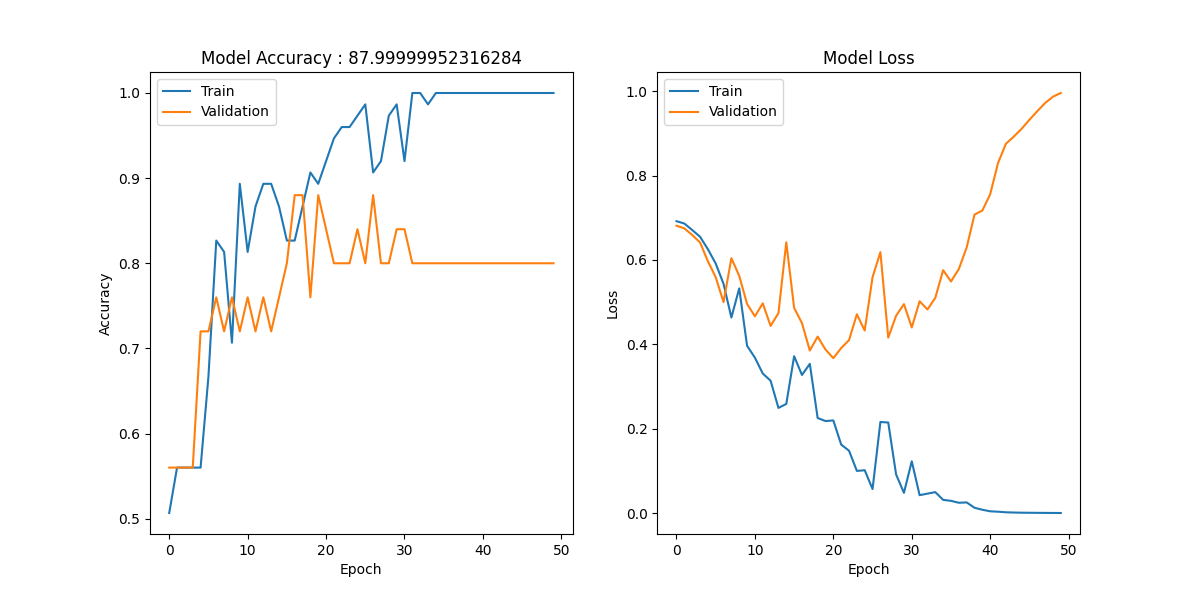 Model Accuracy : 87.99999952316284
Train
Validation
1.0
0.9
0.8
0.7
0.6
0.5
Accuracy
0 10 20 30 40 50
Epoch
Model Loss
Train
Validation
1.0
0.8
0.6
0.4
0.2
0.0
Loss
0 10 20 30 40 50
Epoch